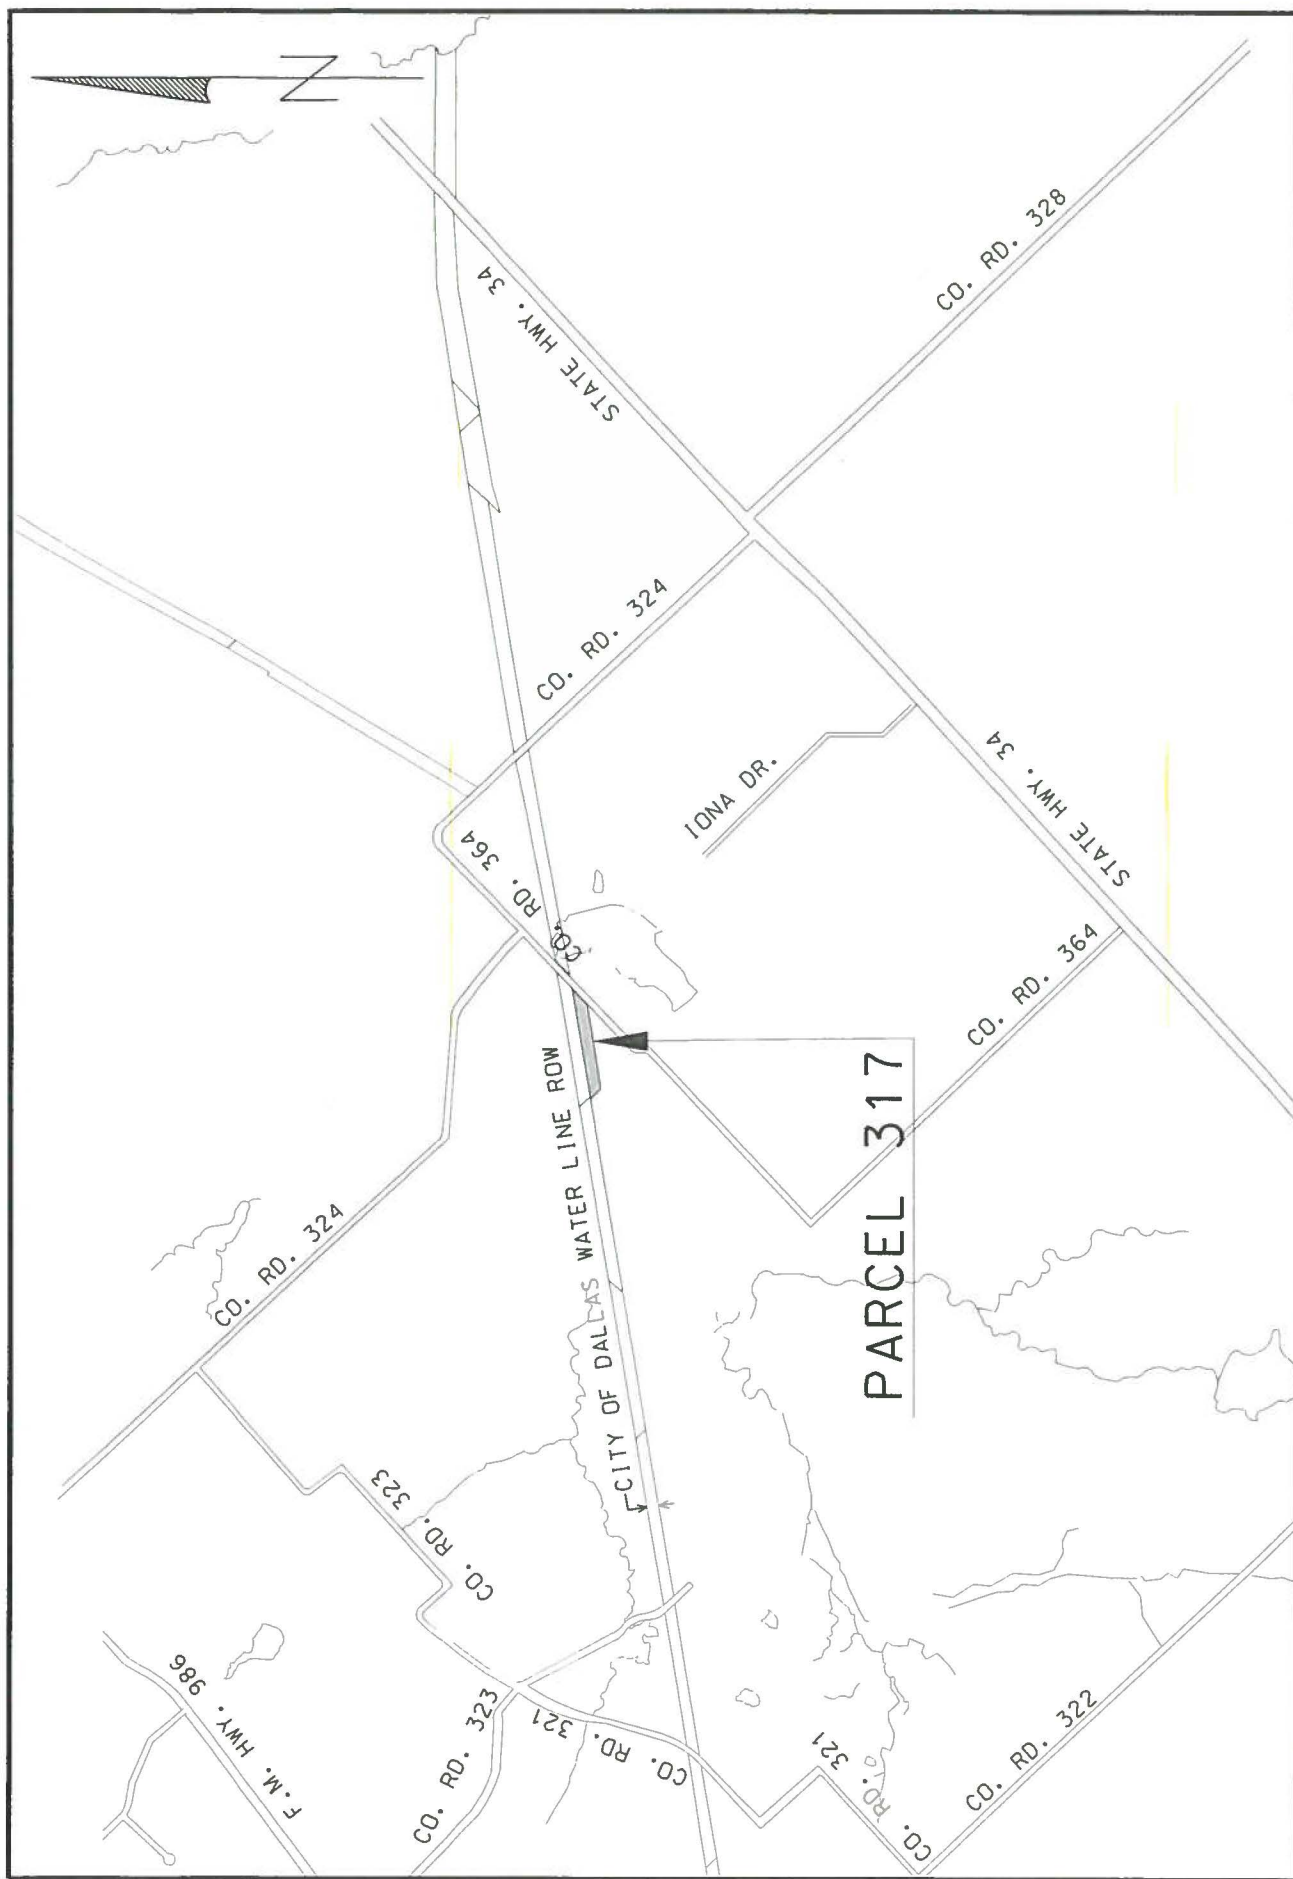 N
STATE HWY. 34
CO. RD. 328
CO. RD. 324
IONA DR.
STATE HWY. 34
CO. RD. 364
CO. RD. 364
CO. RD. 324
CITY OF DALLAS WATER LINE ROW
PARCEL 317
CO. RD. 323
F.M. HWY. 986
CO. RD. 323
CO. RD. 321
CO. RD. 321
CO. RD. 322